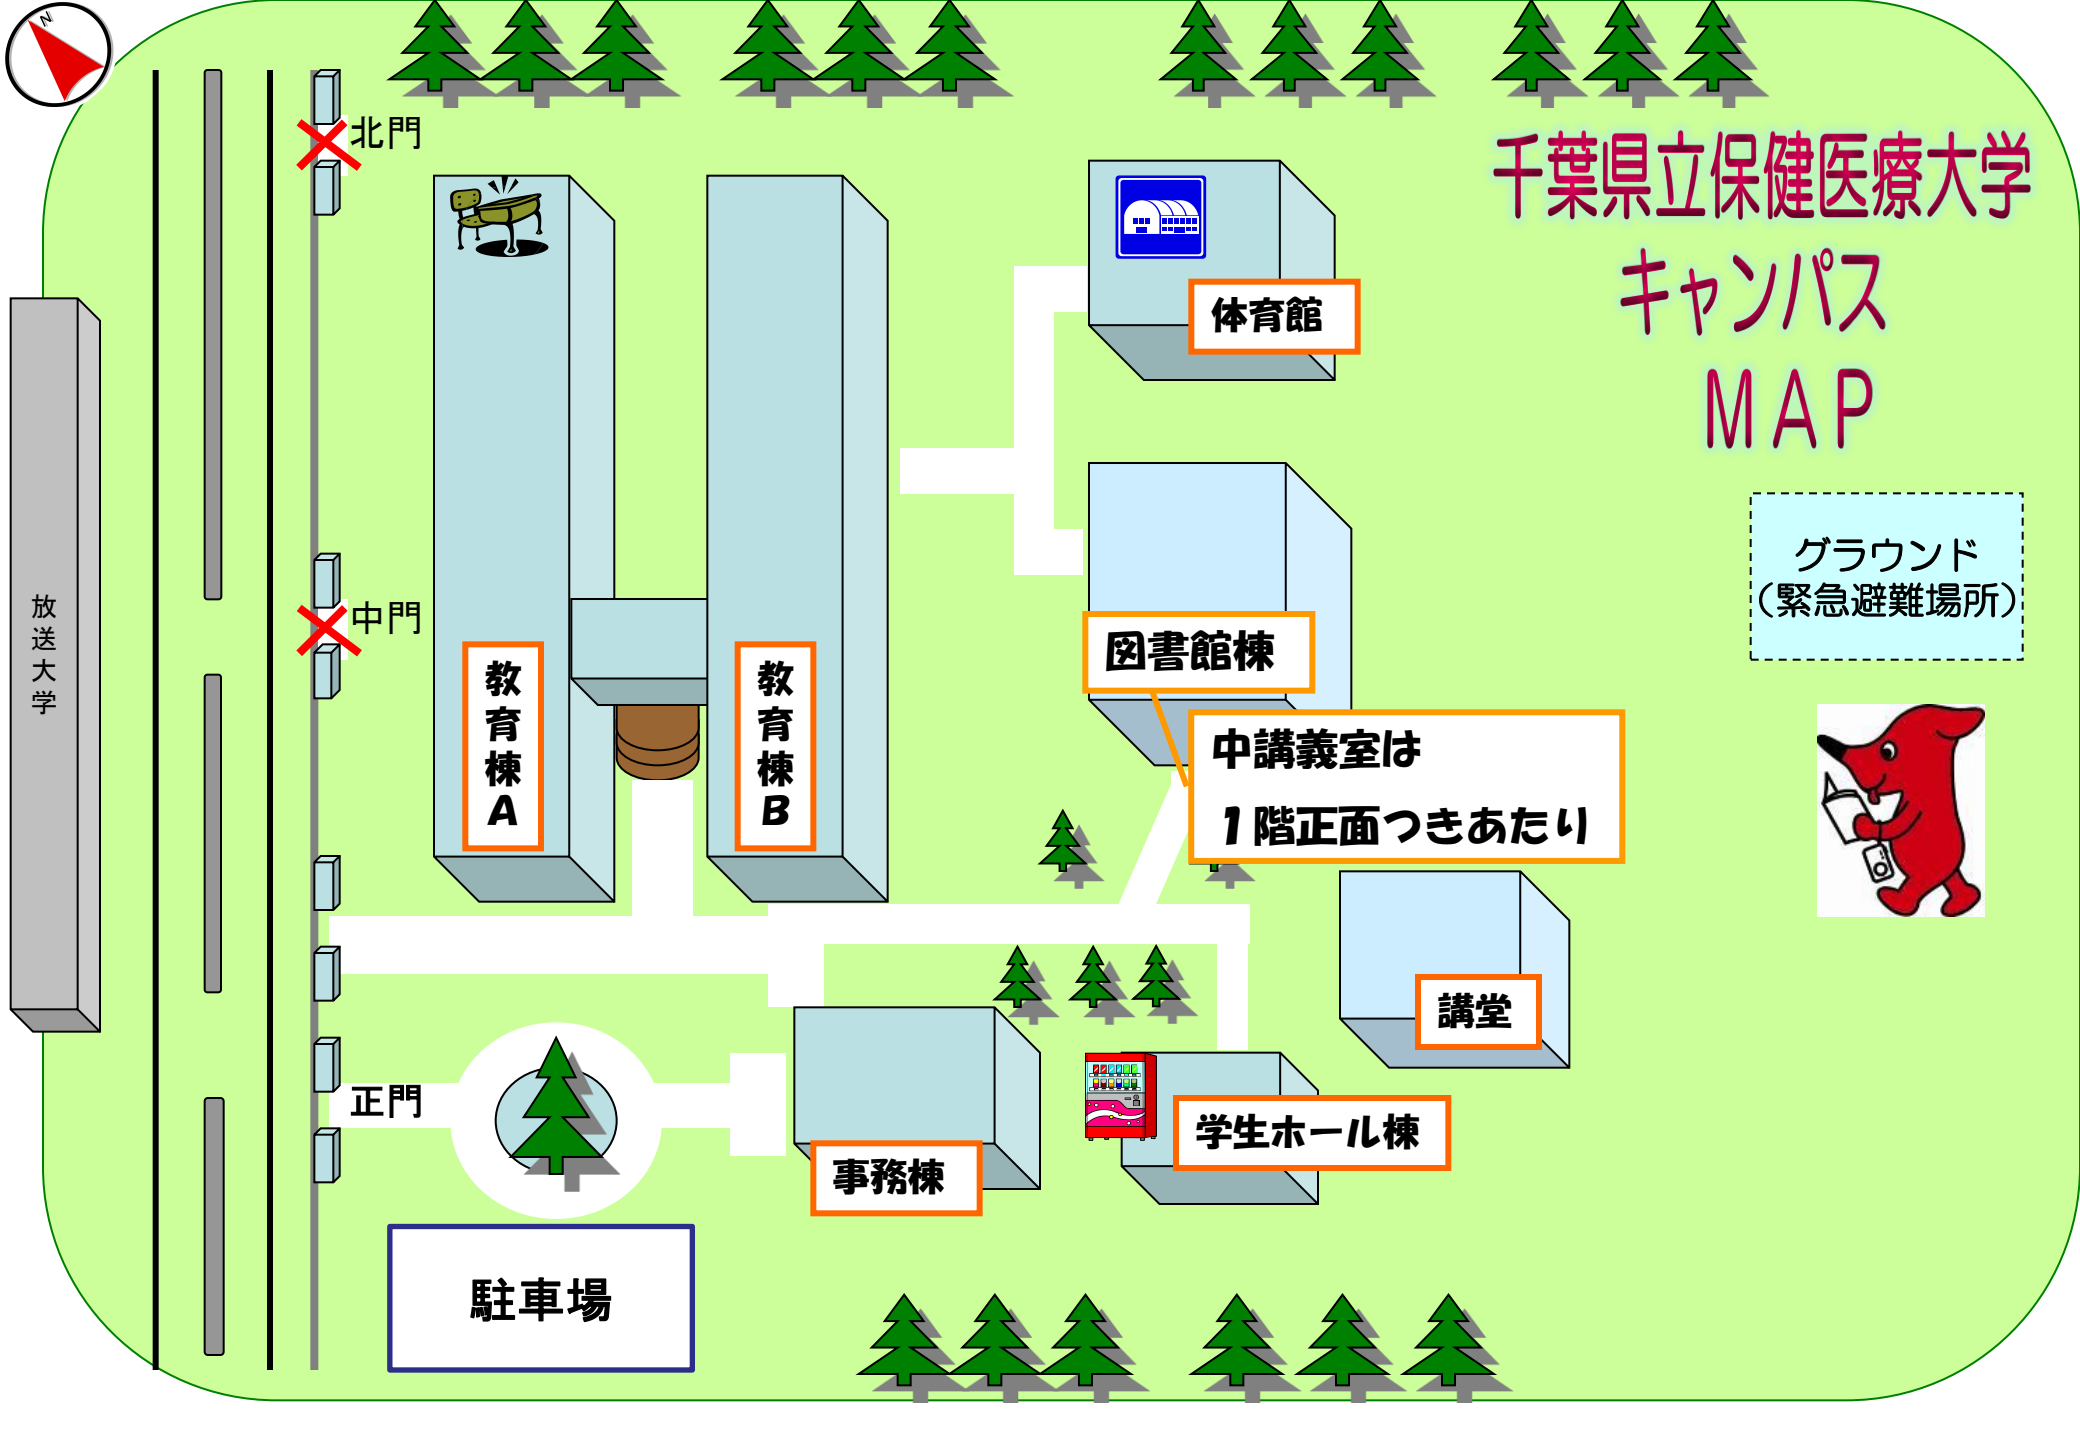 N
千葉県立保健医療大学
キャンパス
MAP
北門
体育館
グラウンド
(緊急避難場所)
放送大学
中門
教育棟A
教育棟B
図書館棟
中講義室は
1階正面つきあたり
講堂
正門
学生ホール棟
事務棟
駐車場